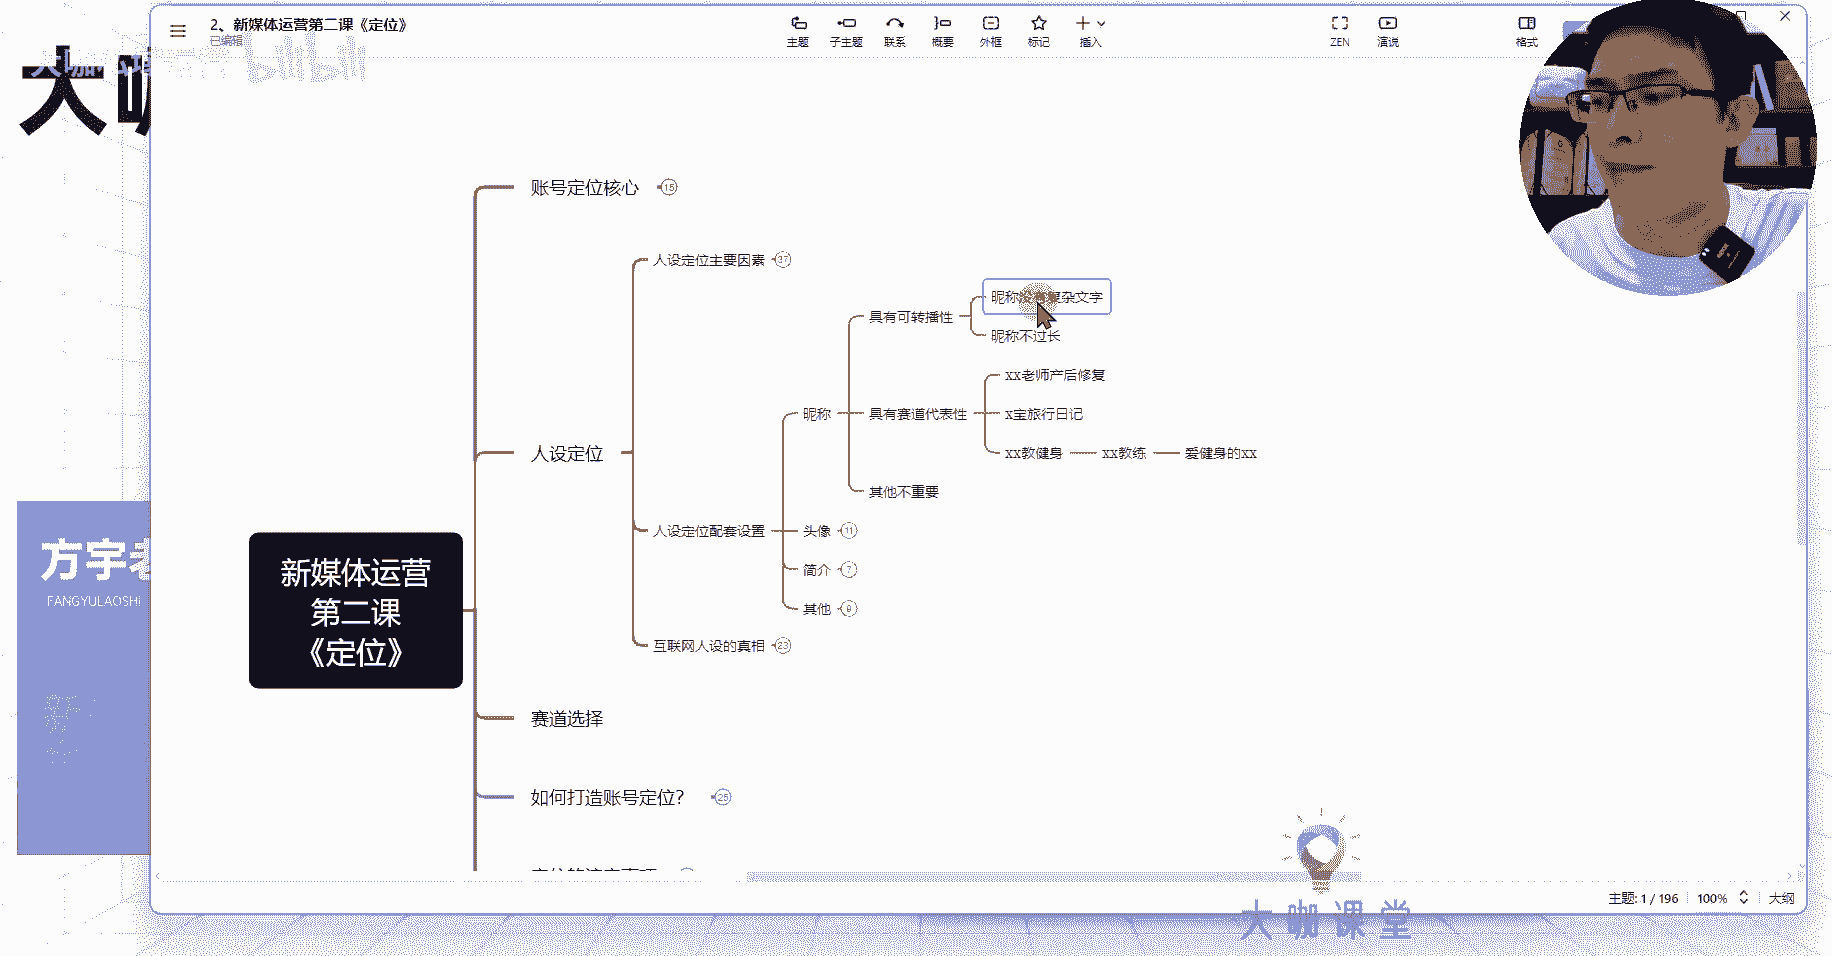 2、新媒体运营第二课《定位》
已编辑
主题
子主题
联系
概要
外框
标记
插入
ZEN
演说
格式
bilibili
大咖
大
账号定位核心 15
人设定位主要因素 37
昵称没有复杂文字
具有可转播性
昵称不过长
xx老师产后修复
昵称
具有赛道代表性
x宝旅行日记
人设定位
xx教健身
xx教练
爱健身的xx
其他不重要
人设定位配套设置
头像 11
新媒体运营
第二课
《定位》
简介 7
其他 9
互联网人设的真相 23
赛道选择
如何打造账号定位？ 25
方宇
FANGYULAOSHI
主题: 1 / 196
100%
大纲
大咖课堂